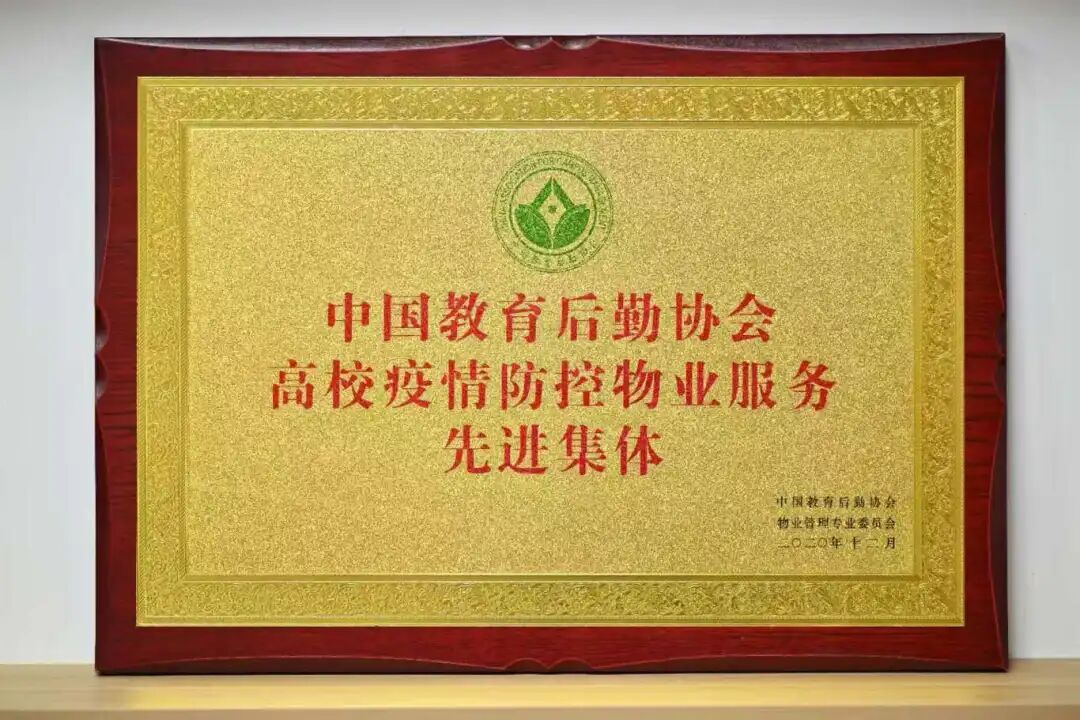 中国教育后勤协会
高校疫情防控物业服务
先进集体
中国教育后勤协会
物业管理专业委员会
二〇二〇年十二月